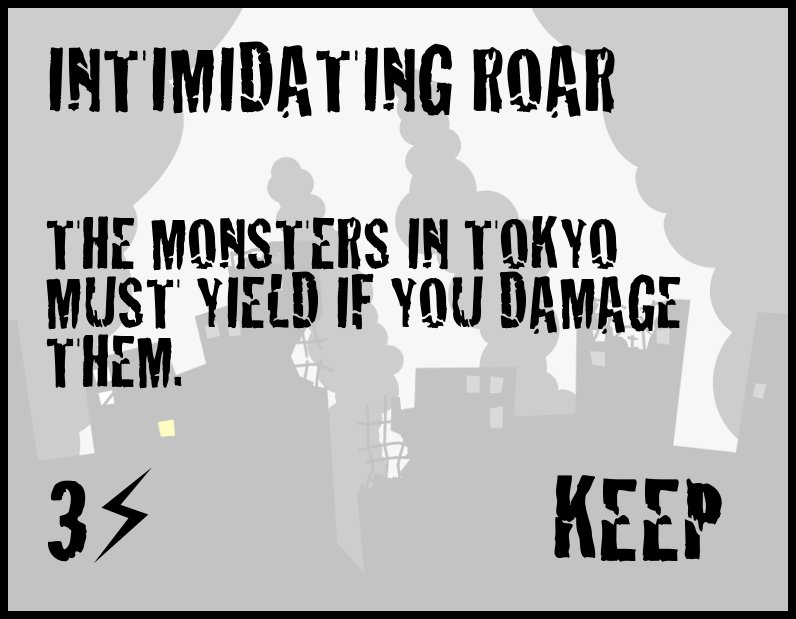 INTIMIDATING ROAR
THE MONSTERS IN TOKYO
MUST YIELD IF YOU DAMAGE
THEM.
3⚡
KEEP